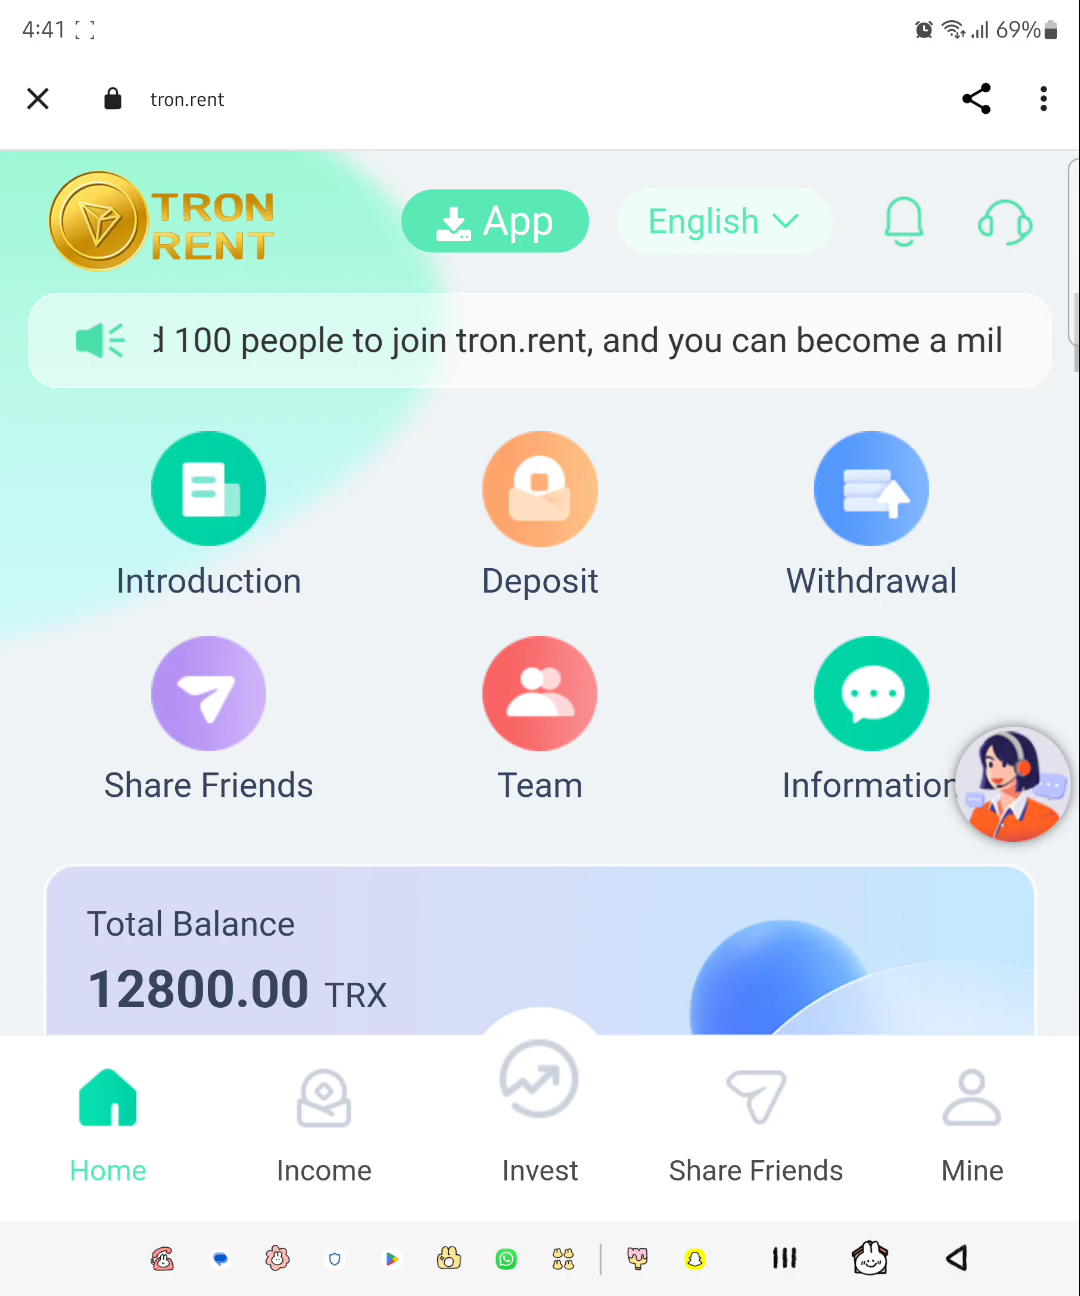 4:41
69%
tron.rent
TRON
RENT
App
English
100 people to join tron.rent, and you can become a mil
Introduction
Deposit
Withdrawal
Share Friends
Team
Information
Total Balance
12800.00 TRX
Home
Income
Invest
Share Friends
Mine